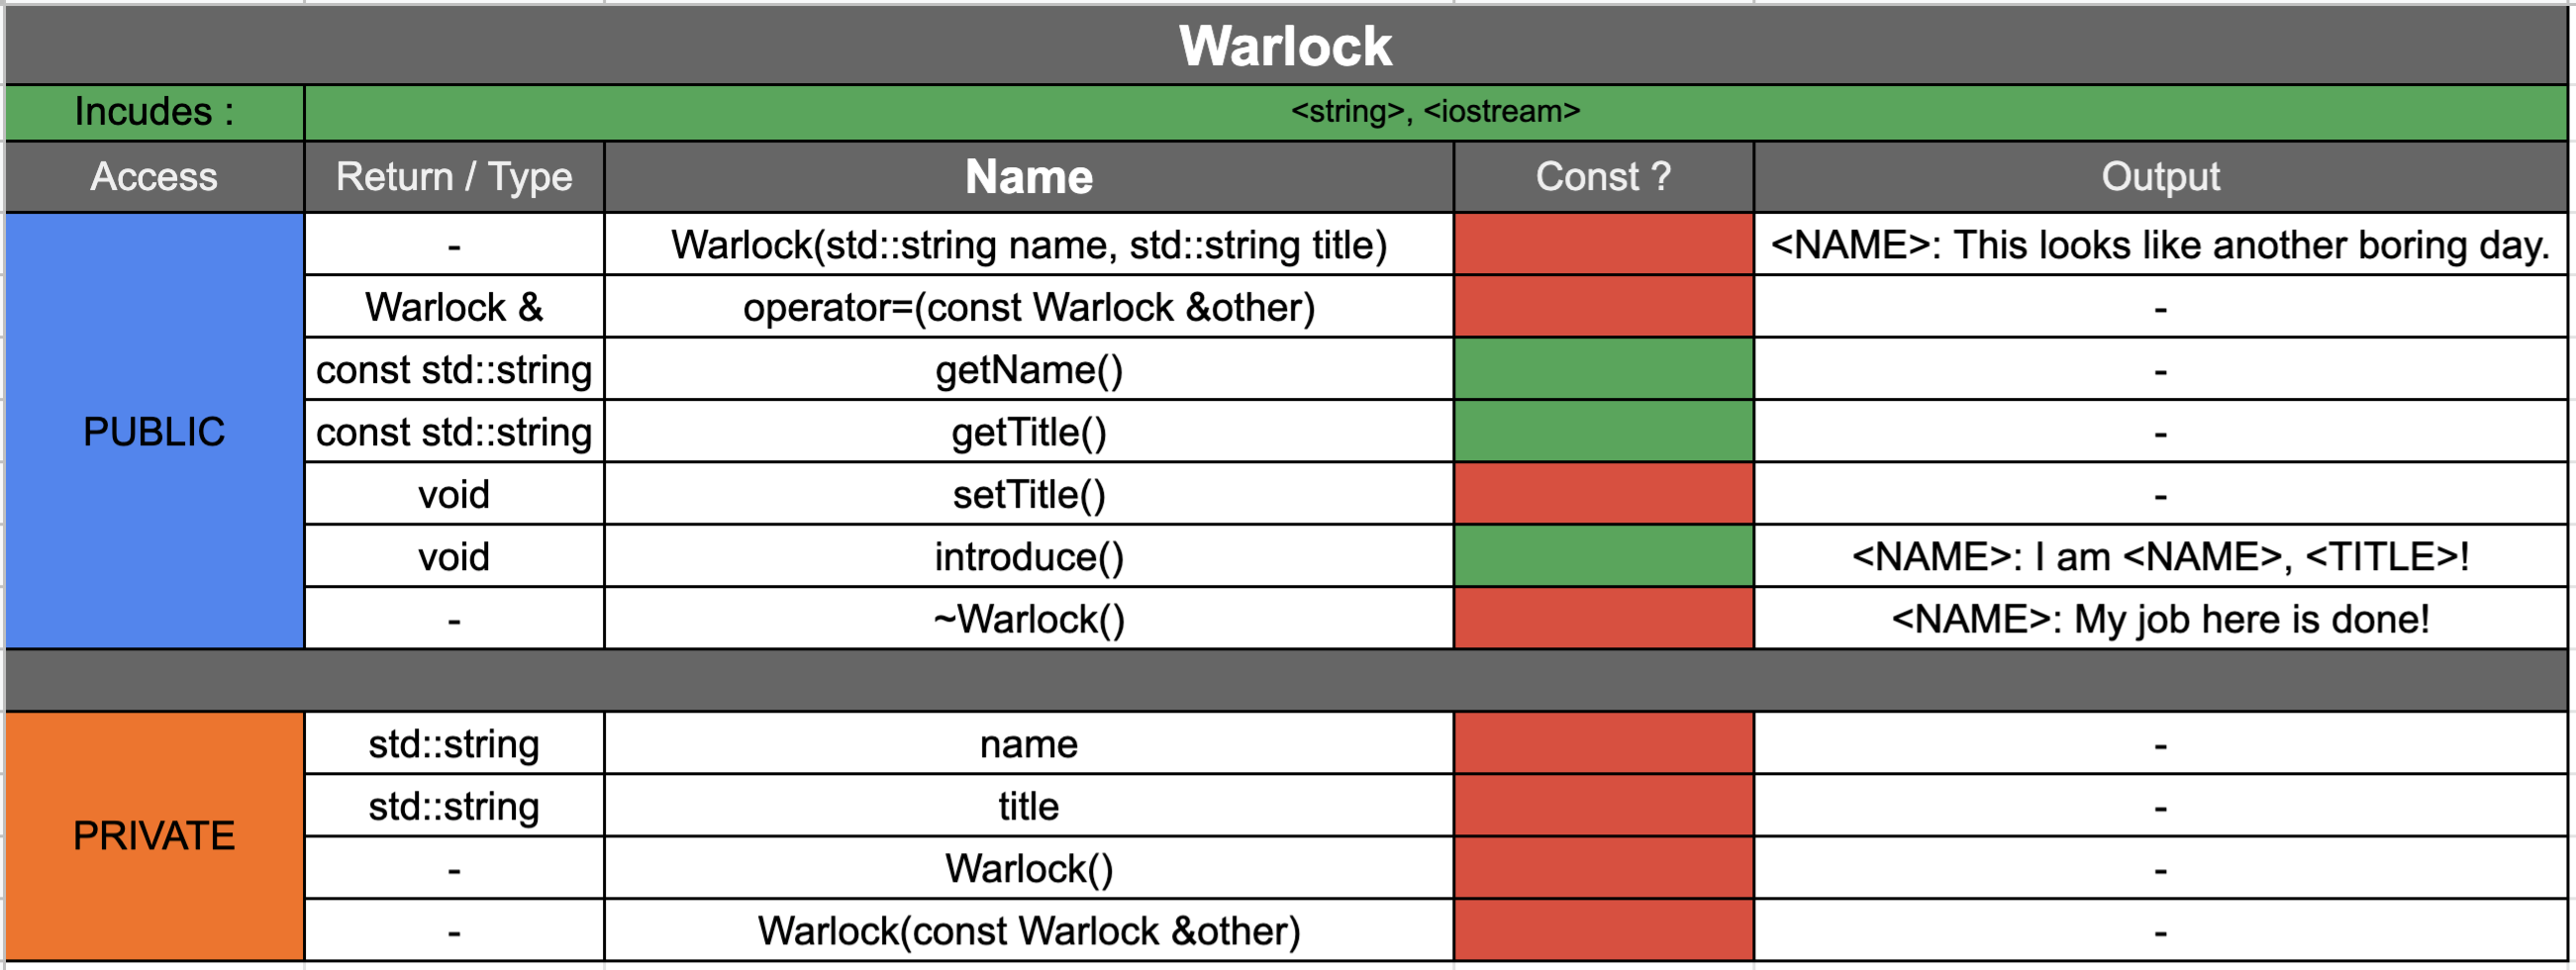 Warlock
Incudes : <string>, <iostream>
Access Return / Type Name Const ? Output
PUBLIC
- Warlock(std::string name, std::string title) <NAME>: This looks like another boring day.
Warlock & operator=(const Warlock &other) -
const std::string getName() -
const std::string getTitle() -
void setTitle() -
void introduce() <NAME>: I am <NAME>, <TITLE>!
- ~Warlock() <NAME>: My job here is done!
PRIVATE
std::string name -
std::string title -
- Warlock() -
- Warlock(const Warlock &other) -